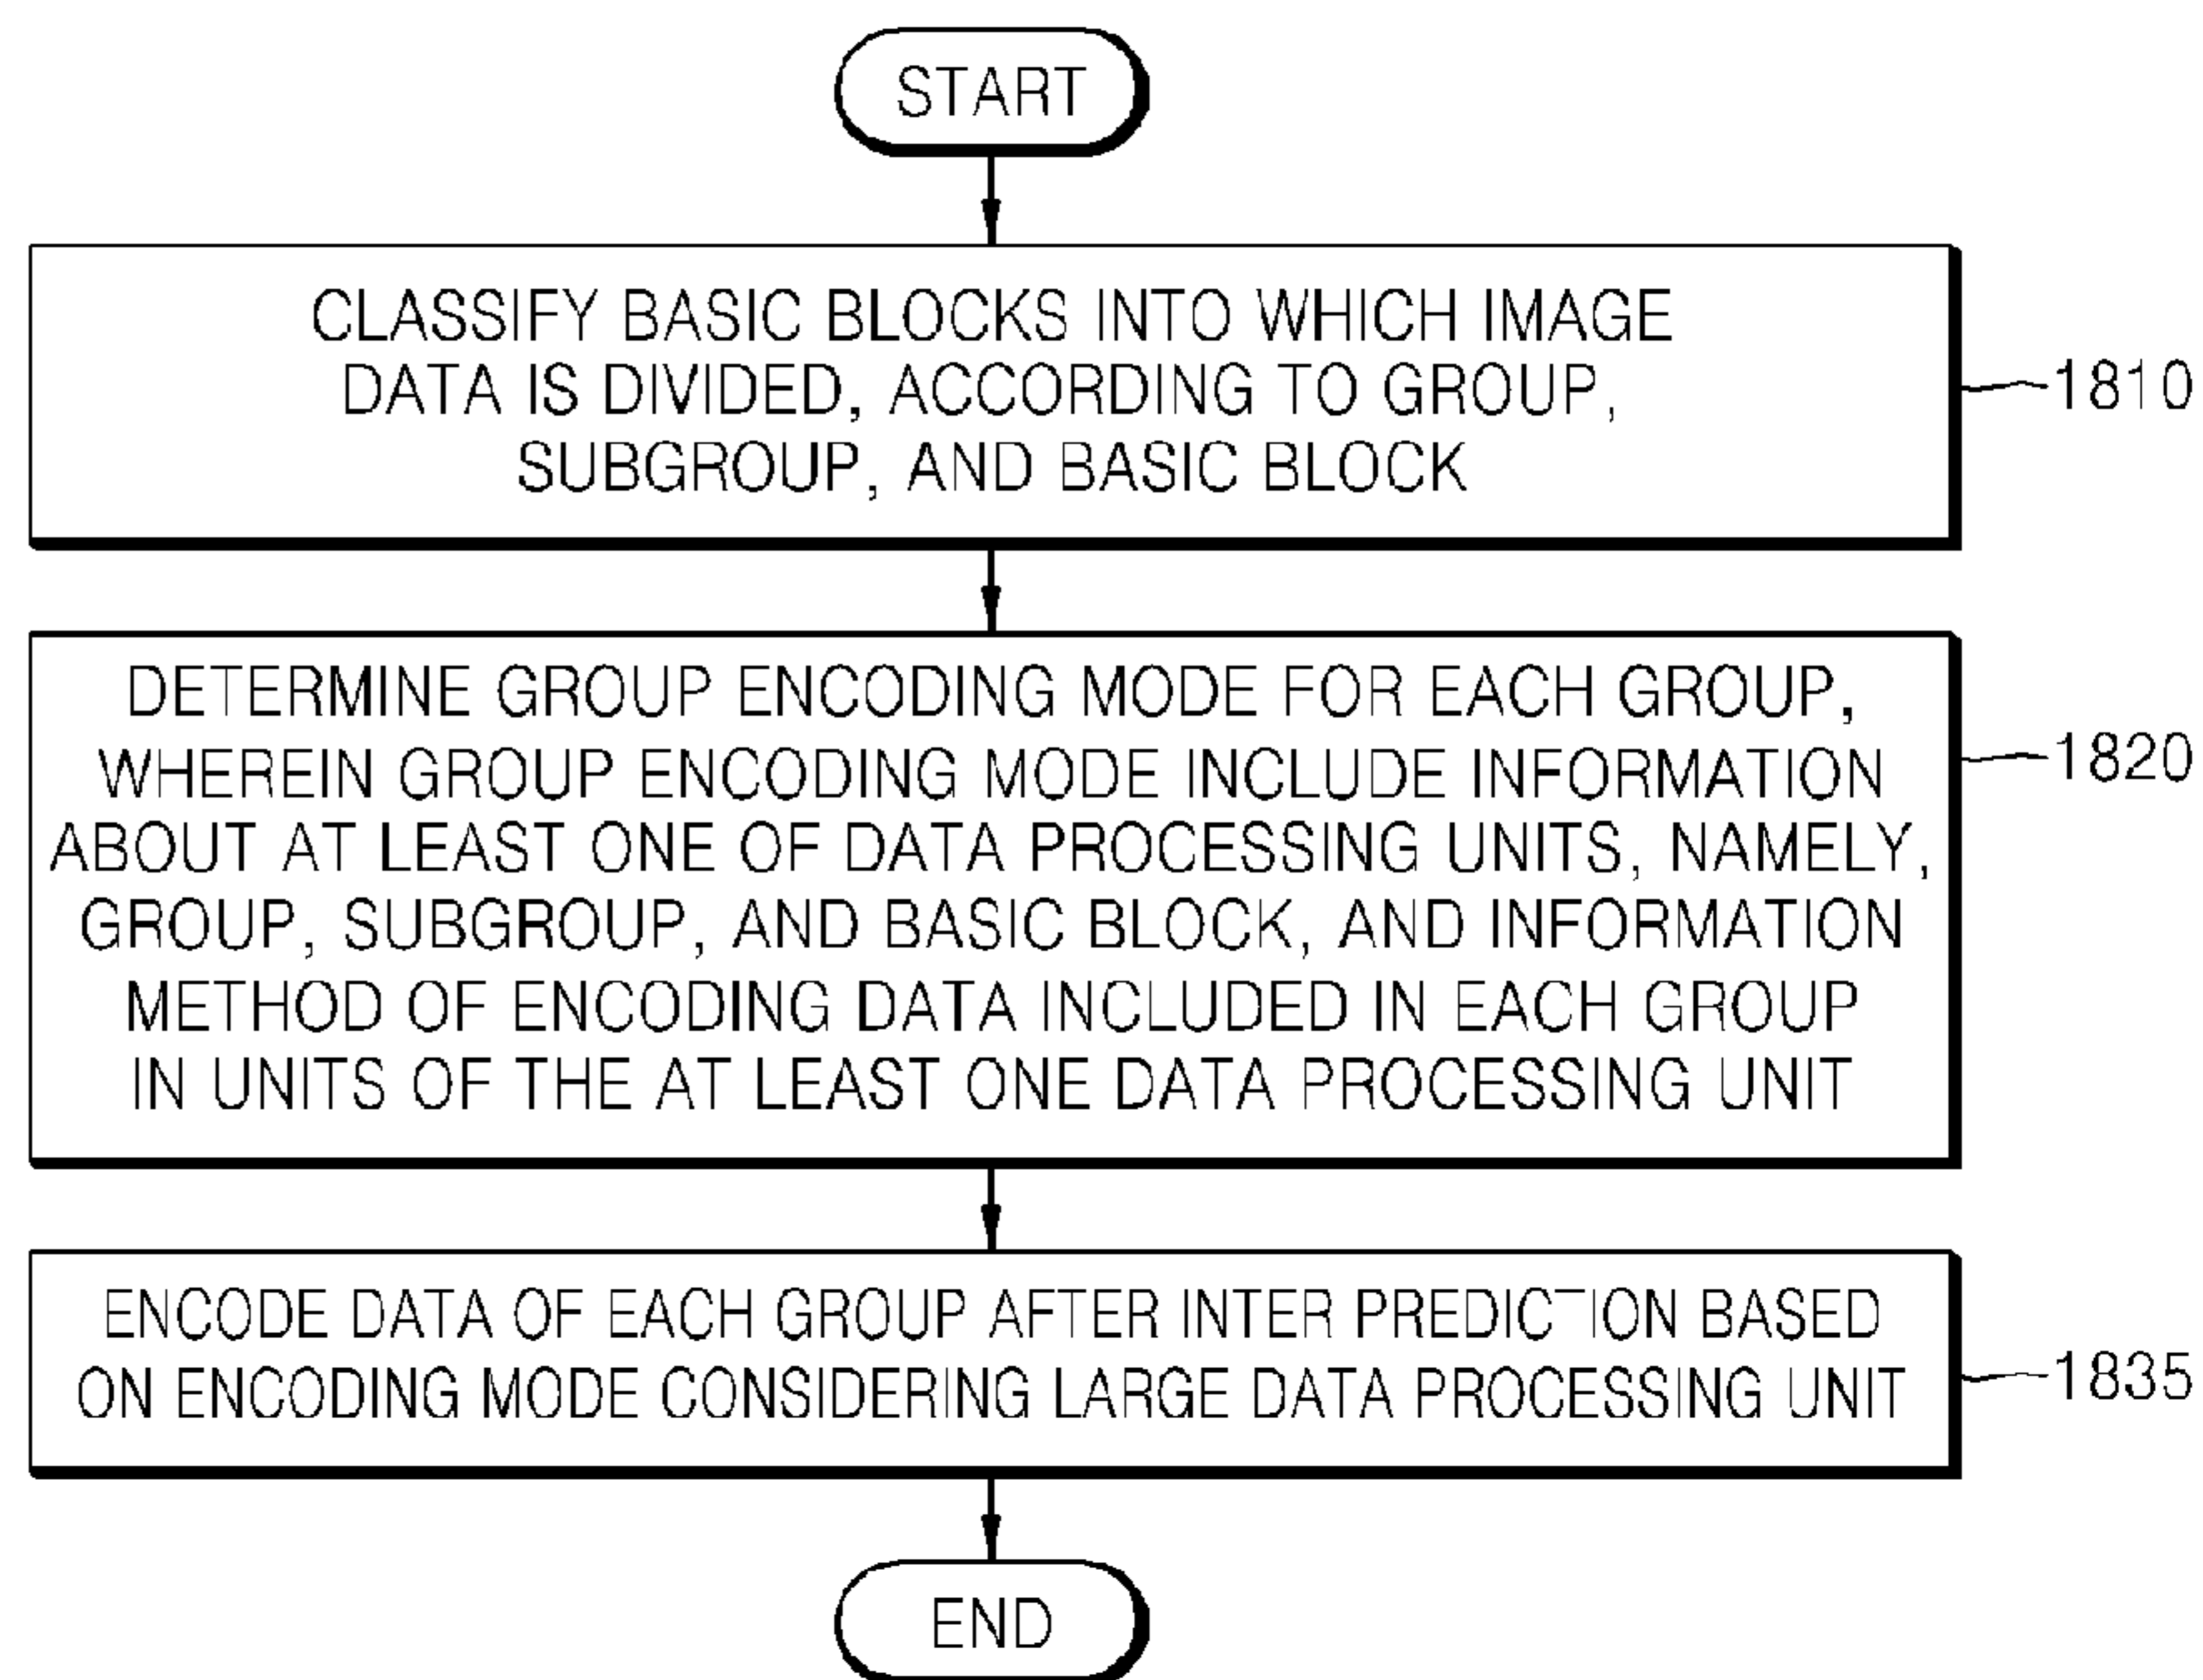 START
CLASSIFY BASIC BLOCKS INTO WHICH IMAGE
DATA IS DIVIDED, ACCORDING TO GROUP,
SUBGROUP, AND BASIC BLOCK
1810
DETERMINE GROUP ENCODING MODE FOR EACH GROUP,
WHEREIN GROUP ENCODING MODE INCLUDE INFORMATION
ABOUT AT LEAST ONE OF DATA PROCESSING UNITS, NAMELY,
GROUP, SUBGROUP, AND BASIC BLOCK, AND INFORMATION
METHOD OF ENCODING DATA INCLUDED IN EACH GROUP
IN UNITS OF THE AT LEAST ONE DATA PROCESSING UNIT
1820
ENCODE DATA OF EACH GROUP AFTER INTER PREDICTION BASED
ON ENCODING MODE CONSIDERING LARGE DATA PROCESSING UNIT
1835
END